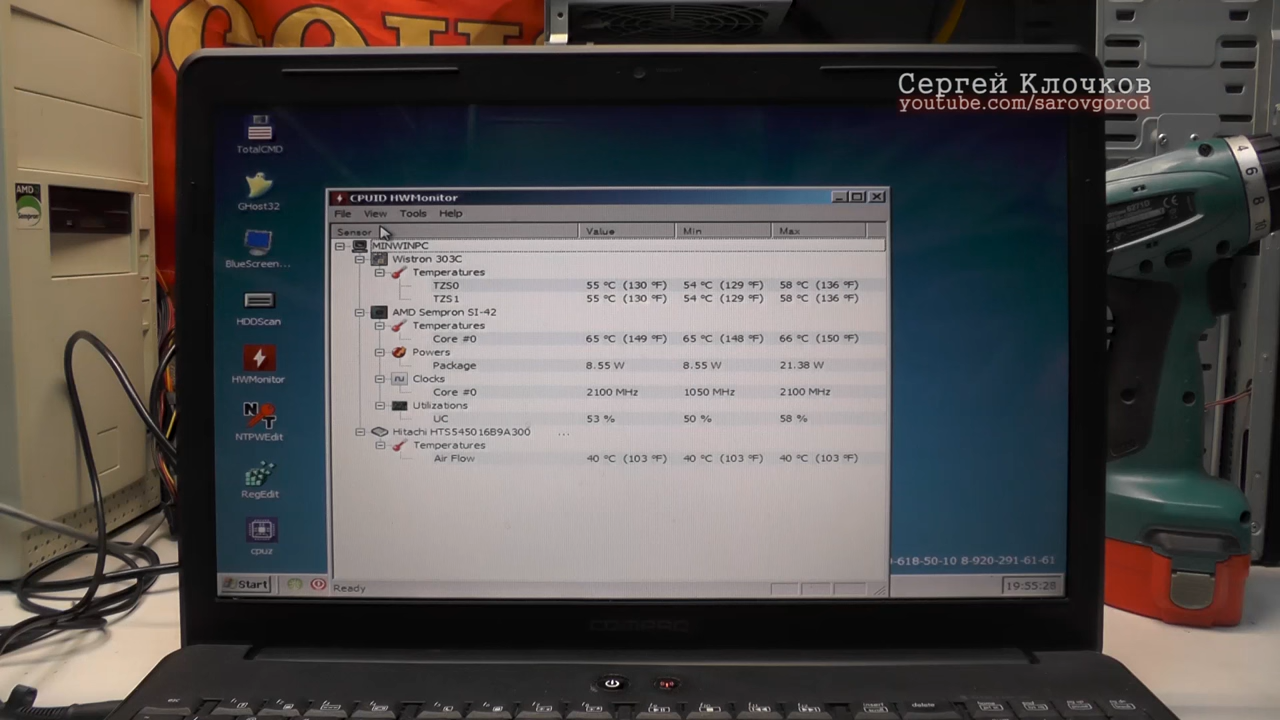 Сергей Клочков
youtube.com/sarovgorod
AMD
Sempron
TotalCMD
GHost32
BlueScreen...
HDDScan
HWMonitor
NTPWEdit
RegEdit
cpuz
CPUID HWMonitor
File View Tools Help
Sensor Value Min Max
MINWINPC
Wistron 303C
Temperatures
TZS0 55 °C (130 °F) 54 °C (129 °F) 58 °C (136 °F)
TZS1 55 °C (130 °F) 54 °C (129 °F) 58 °C (136 °F)
AMD Sempron SI-42
Temperatures
Core #0 65 °C (149 °F) 65 °C (148 °F) 66 °C (150 °F)
Powers
Package 8.55 W 8.55 W 21.38 W
Clocks
Core #0 2100 MHz 1050 MHz 2100 MHz
Utilizations
UC 53 % 50 % 58 %
Hitachi HTS545016B9A300 ...
Temperatures
Air Flow 40 °C (103 °F) 40 °C (103 °F) 40 °C (103 °F)
-618-50-10 8-920-291-61-61
Start Ready 19:55:28
COMPAQ
delete